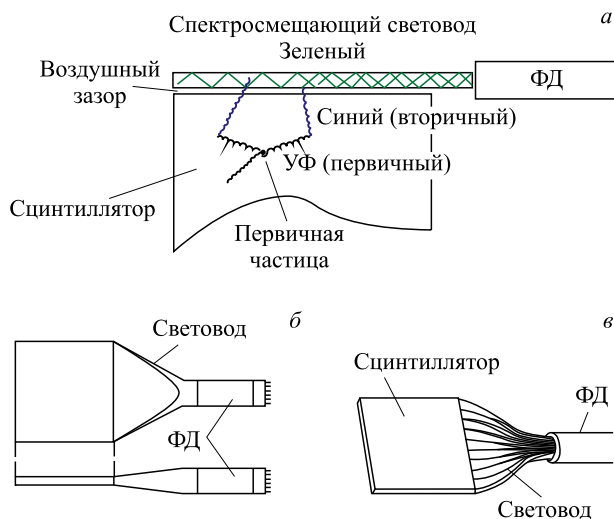 а
Спектросмещающий световод
Зеленый
Воздушный
зазор
ФД
Синий (вторичный)
УФ (первичный)
Сцинтиллятор
Первичная
частица
б
Световод
ФД
в
Сцинтиллятор
ФД
Световод